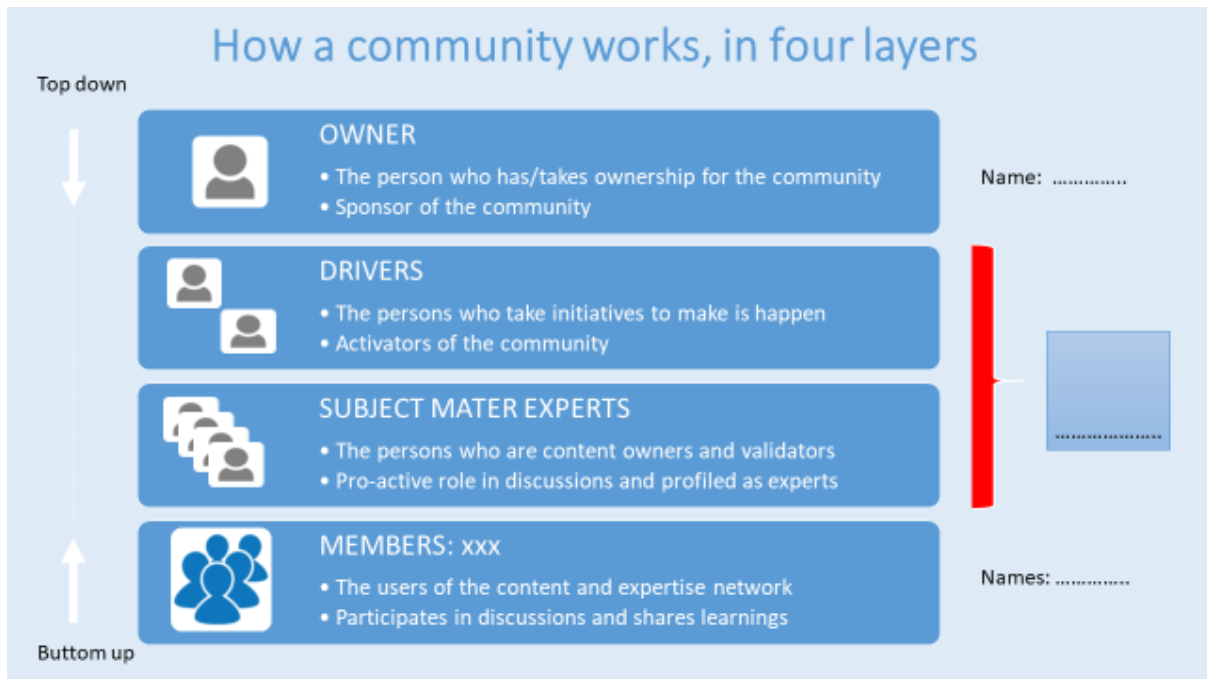 How a community works, in four layers
Top down
OWNER
• The person who has/takes ownership for the community
• Sponsor of the community
Name: …………..
DRIVERS
• The persons who take initiatives to make is happen
• Activators of the community
SUBJECT MATER EXPERTS
• The persons who are content owners and validators
• Pro-active role in discussions and profiled as experts
………………..
MEMBERS: xxx
• The users of the content and expertise network
• Participates in discussions and shares learnings
Names: …………..
Buttom up